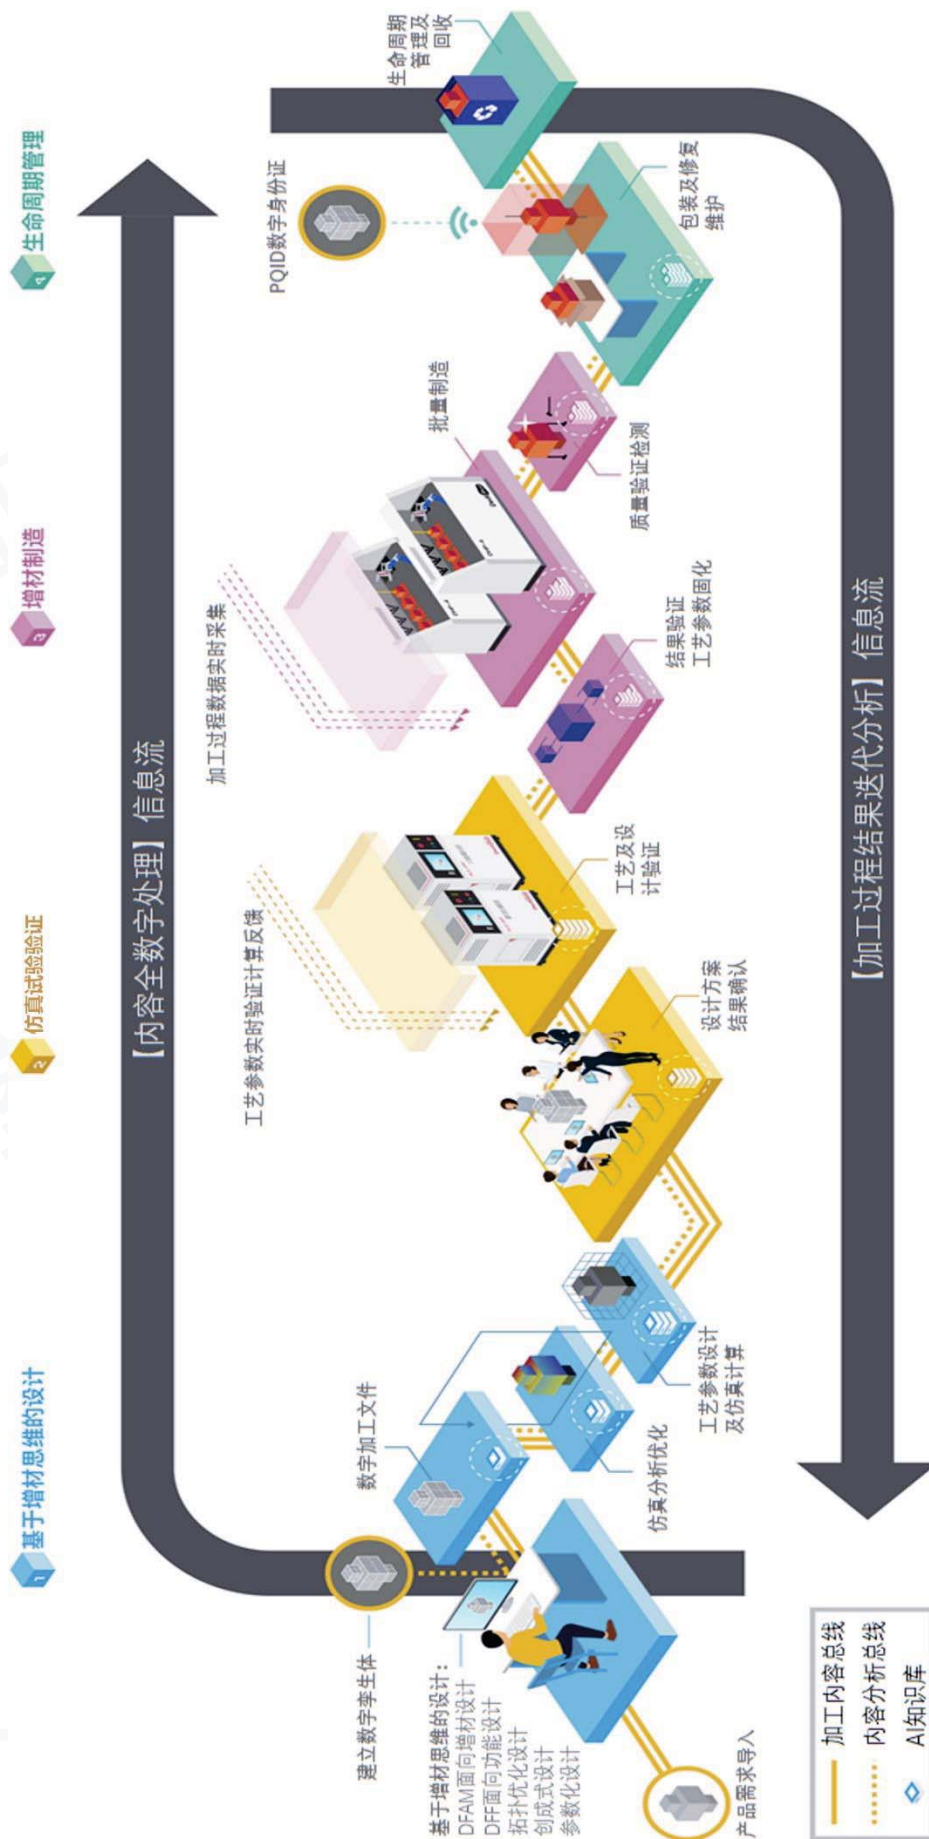 1 基于增材思维的设计
2 仿真试验验证
3 增材制造
4 生命周期管理
【内容全数字处理】信息流
建立数字孪生体
基于增材思维的设计：
DFAM面向增材设计
DFF面向功能设计
拓扑优化设计
创成式设计
参数化设计
产品需求导入
数字加工文件
仿真分析优化
工艺参数设计
及仿真计算
工艺参数实时验证计算反馈
设计方案
结果确认
工艺及设
计验证
加工过程数据实时采集
结果验证
工艺参数固化
批量制造
质量验证检测
PQID数字身份证
包装及修复
维护
生命周期
管理及
回收
【加工过程结果迭代分析】信息流
加工内容总线
内容分析总线
AI知识库